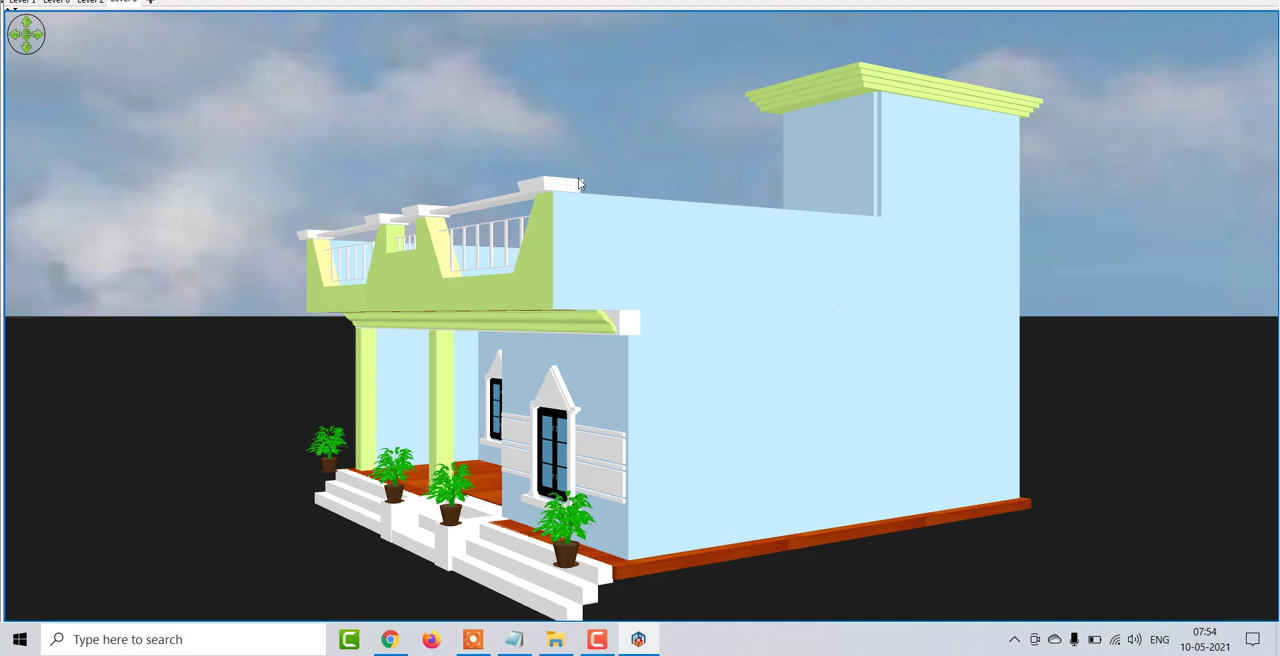 Level 1 Level 0 Level 2
Type here to search
ENG
07:54
10-05-2021